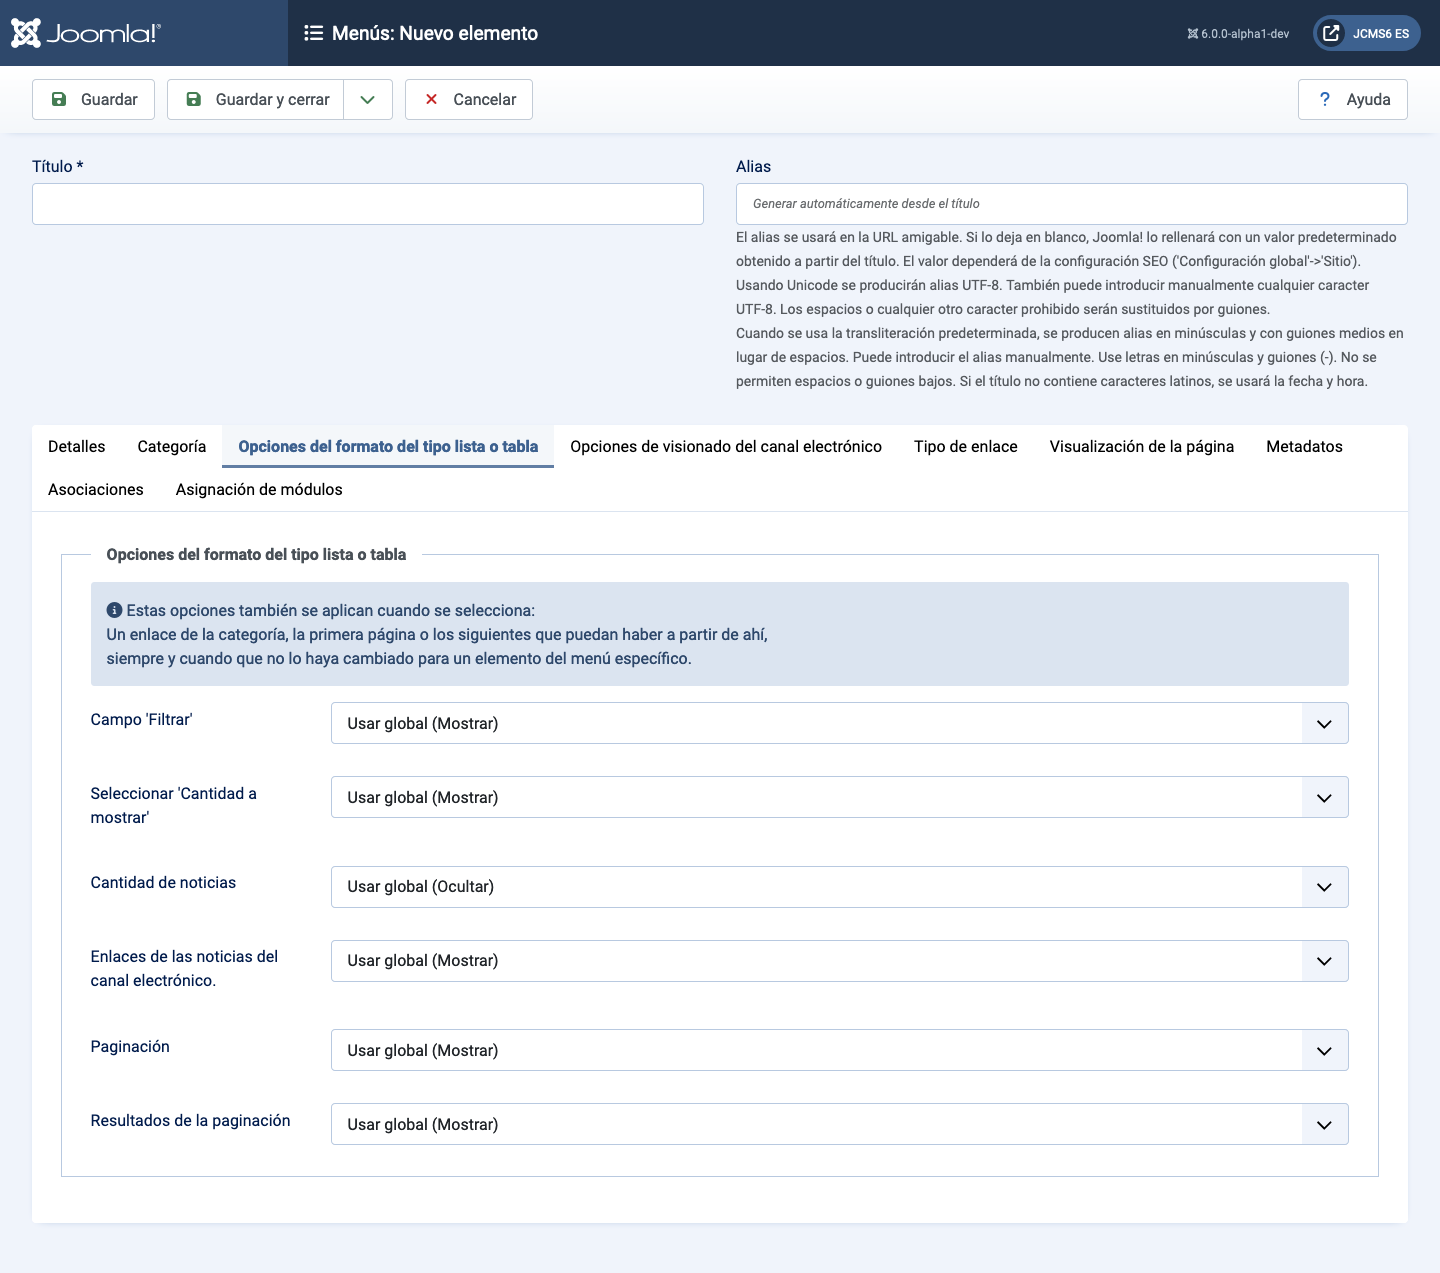 Joomla!®
Menús: Nuevo elemento
6.0.0-alpha1-dev
JCMS6 ES
Guardar
Guardar y cerrar
Cancelar
? Ayuda
Título *
Alias
Generar automáticamente desde el título
El alias se usará en la URL amigable. Si lo deja en blanco, Joomla! lo rellenará con un valor predeterminado
obtenido a partir del título. El valor dependerá de la configuración SEO ('Configuración global'->'Sitio').
Usando Unicode se producirán alias UTF-8. También puede introducir manualmente cualquier caracter
UTF-8. Los espacios o cualquier otro caracter prohibido serán sustituidos por guiones.
Cuando se usa la transliteración predeterminada, se producen alias en minúsculas y con guiones medios en
lugar de espacios. Puede introducir el alias manualmente. Use letras en minúsculas y guiones (-). No se
permiten espacios o guiones bajos. Si el título no contiene caracteres latinos, se usará la fecha y hora.
Detalles
Categoría
Opciones del formato del tipo lista o tabla
Opciones de visionado del canal electrónico
Tipo de enlace
Visualización de la página
Metadatos
Asociaciones
Asignación de módulos
Opciones del formato del tipo lista o tabla
Estas opciones también se aplican cuando se selecciona:
Un enlace de la categoría, la primera página o los siguientes que puedan haber a partir de ahí,
siempre y cuando que no lo haya cambiado para un elemento del menú específico.
Campo 'Filtrar'
Usar global (Mostrar)
Seleccionar 'Cantidad a
mostrar'
Usar global (Mostrar)
Cantidad de noticias
Usar global (Ocultar)
Enlaces de las noticias del
canal electrónico.
Usar global (Mostrar)
Paginación
Usar global (Mostrar)
Resultados de la paginación
Usar global (Mostrar)